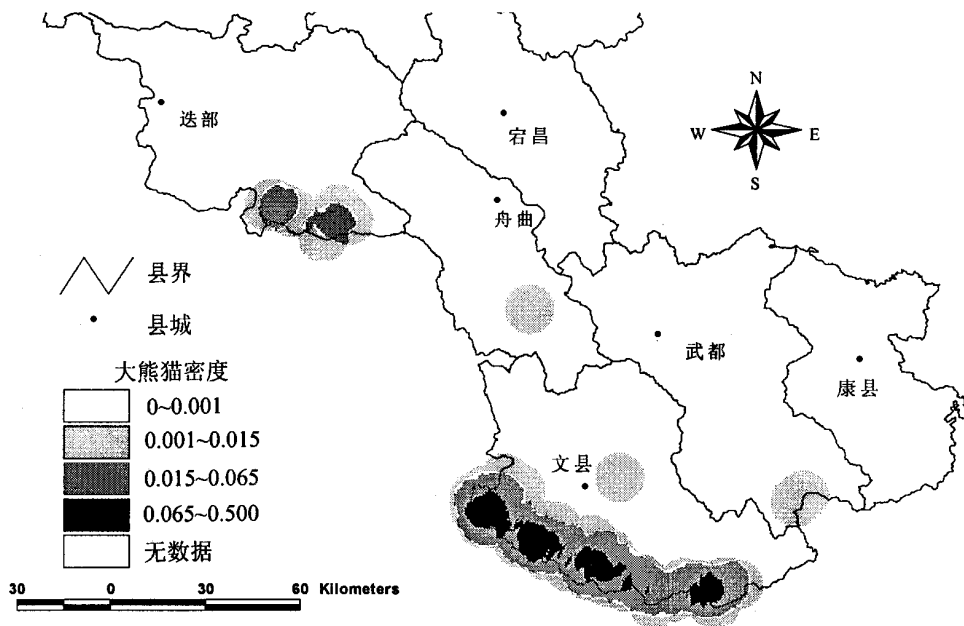 N
W E
S
迭部
宕昌
舟曲
武都
康县
文县
县界
县城
大熊猫密度
0~0.001
0.001~0.015
0.015~0.065
0.065~0.500
无数据
30 0 30 60 Kilometers